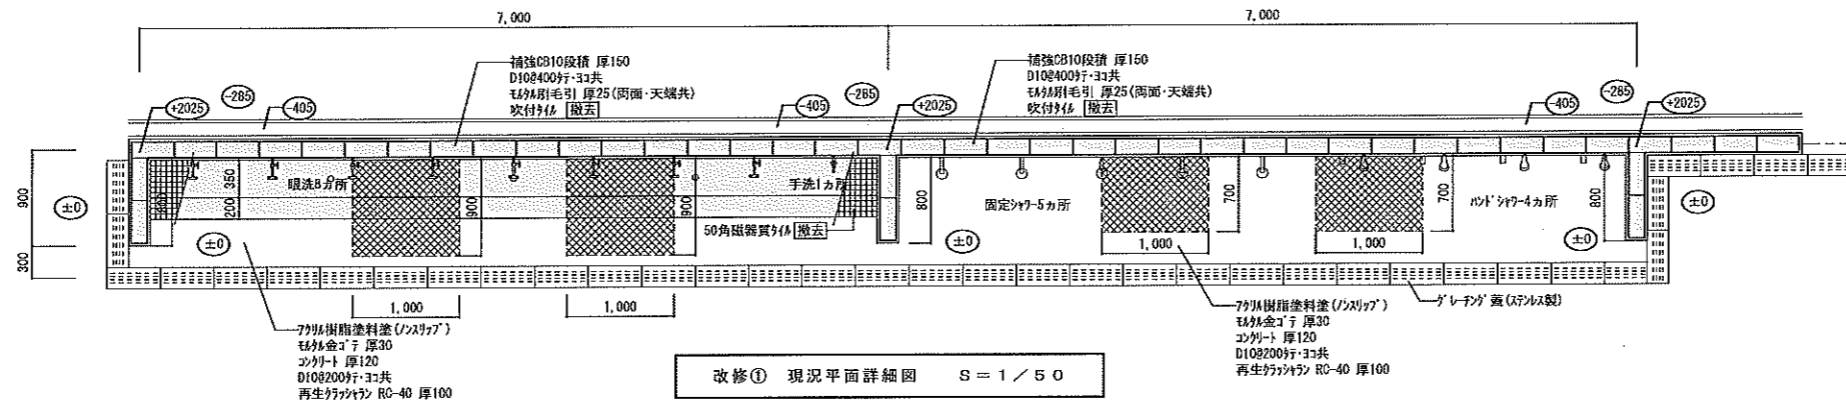 7,000
7,000
補強CB10段積 厚150
D10@400タテ・ヨコ共
モルタル刷毛引 厚25(両面・天端共)
吹付タイル 撤去
補強CB10段積 厚150
D10@400タテ・ヨコ共
モルタル刷毛引 厚25(両面・天端共)
吹付タイル 撤去
+2025
-285
-405
-405
-285
+2025
-405
-285
+2025
900
300
±0
眼洗8カ所
350
200
900
900
手洗1カ所
50角磁器質タイル 撤去
±0
800
±0
固定シャワー5カ所
700
1,000
700
1,000
ハンドシャワー4カ所
800
±0
±0
1,000
1,000
グレーチング蓋(ステンレス製)
アクリル樹脂塗料塗(ノンスリップ)
モルタル金ゴテ 厚30
コンクリート 厚120
D10@200タテ・ヨコ共
再生クラッシャラン RC-40 厚100
アクリル樹脂塗料塗(ノンスリップ)
モルタル金ゴテ 厚30
コンクリート 厚120
D10@200タテ・ヨコ共
再生クラッシャラン RC-40 厚100
改修① 現況平面詳細図 S=1/50